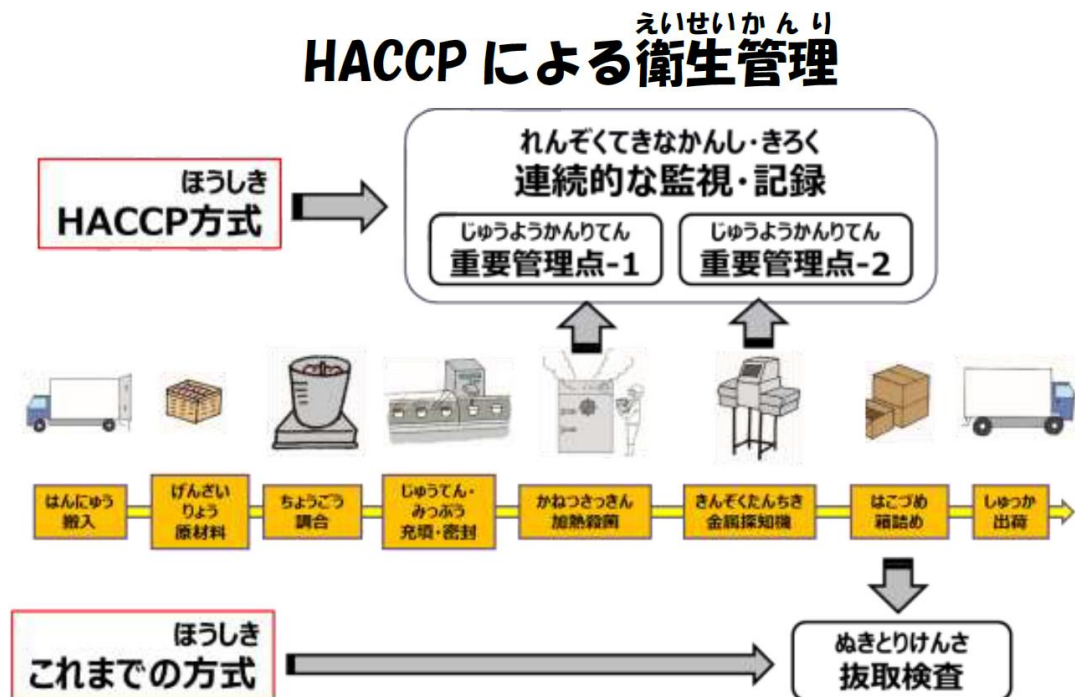 えいせいかんり
HACCPによる衛生管理
れんぞくてきなかんし・きろく
連続的な監視・記録
ほうしき
HACCP方式
じゅうようかんりてん
重要管理点-1
じゅうようかんりてん
重要管理点-2
はんにゅう
搬入
げんざい
りょう
原材料
ちょうごう
調合
じゅうてん・
みっぷう
充填・密封
かねつさっきん
加熱殺菌
きんぞくたんちき
金属探知機
はこづめ
箱詰め
しゅっか
出荷
ほうしき
これまでの方式
ぬきとりけんさ
抜取検査